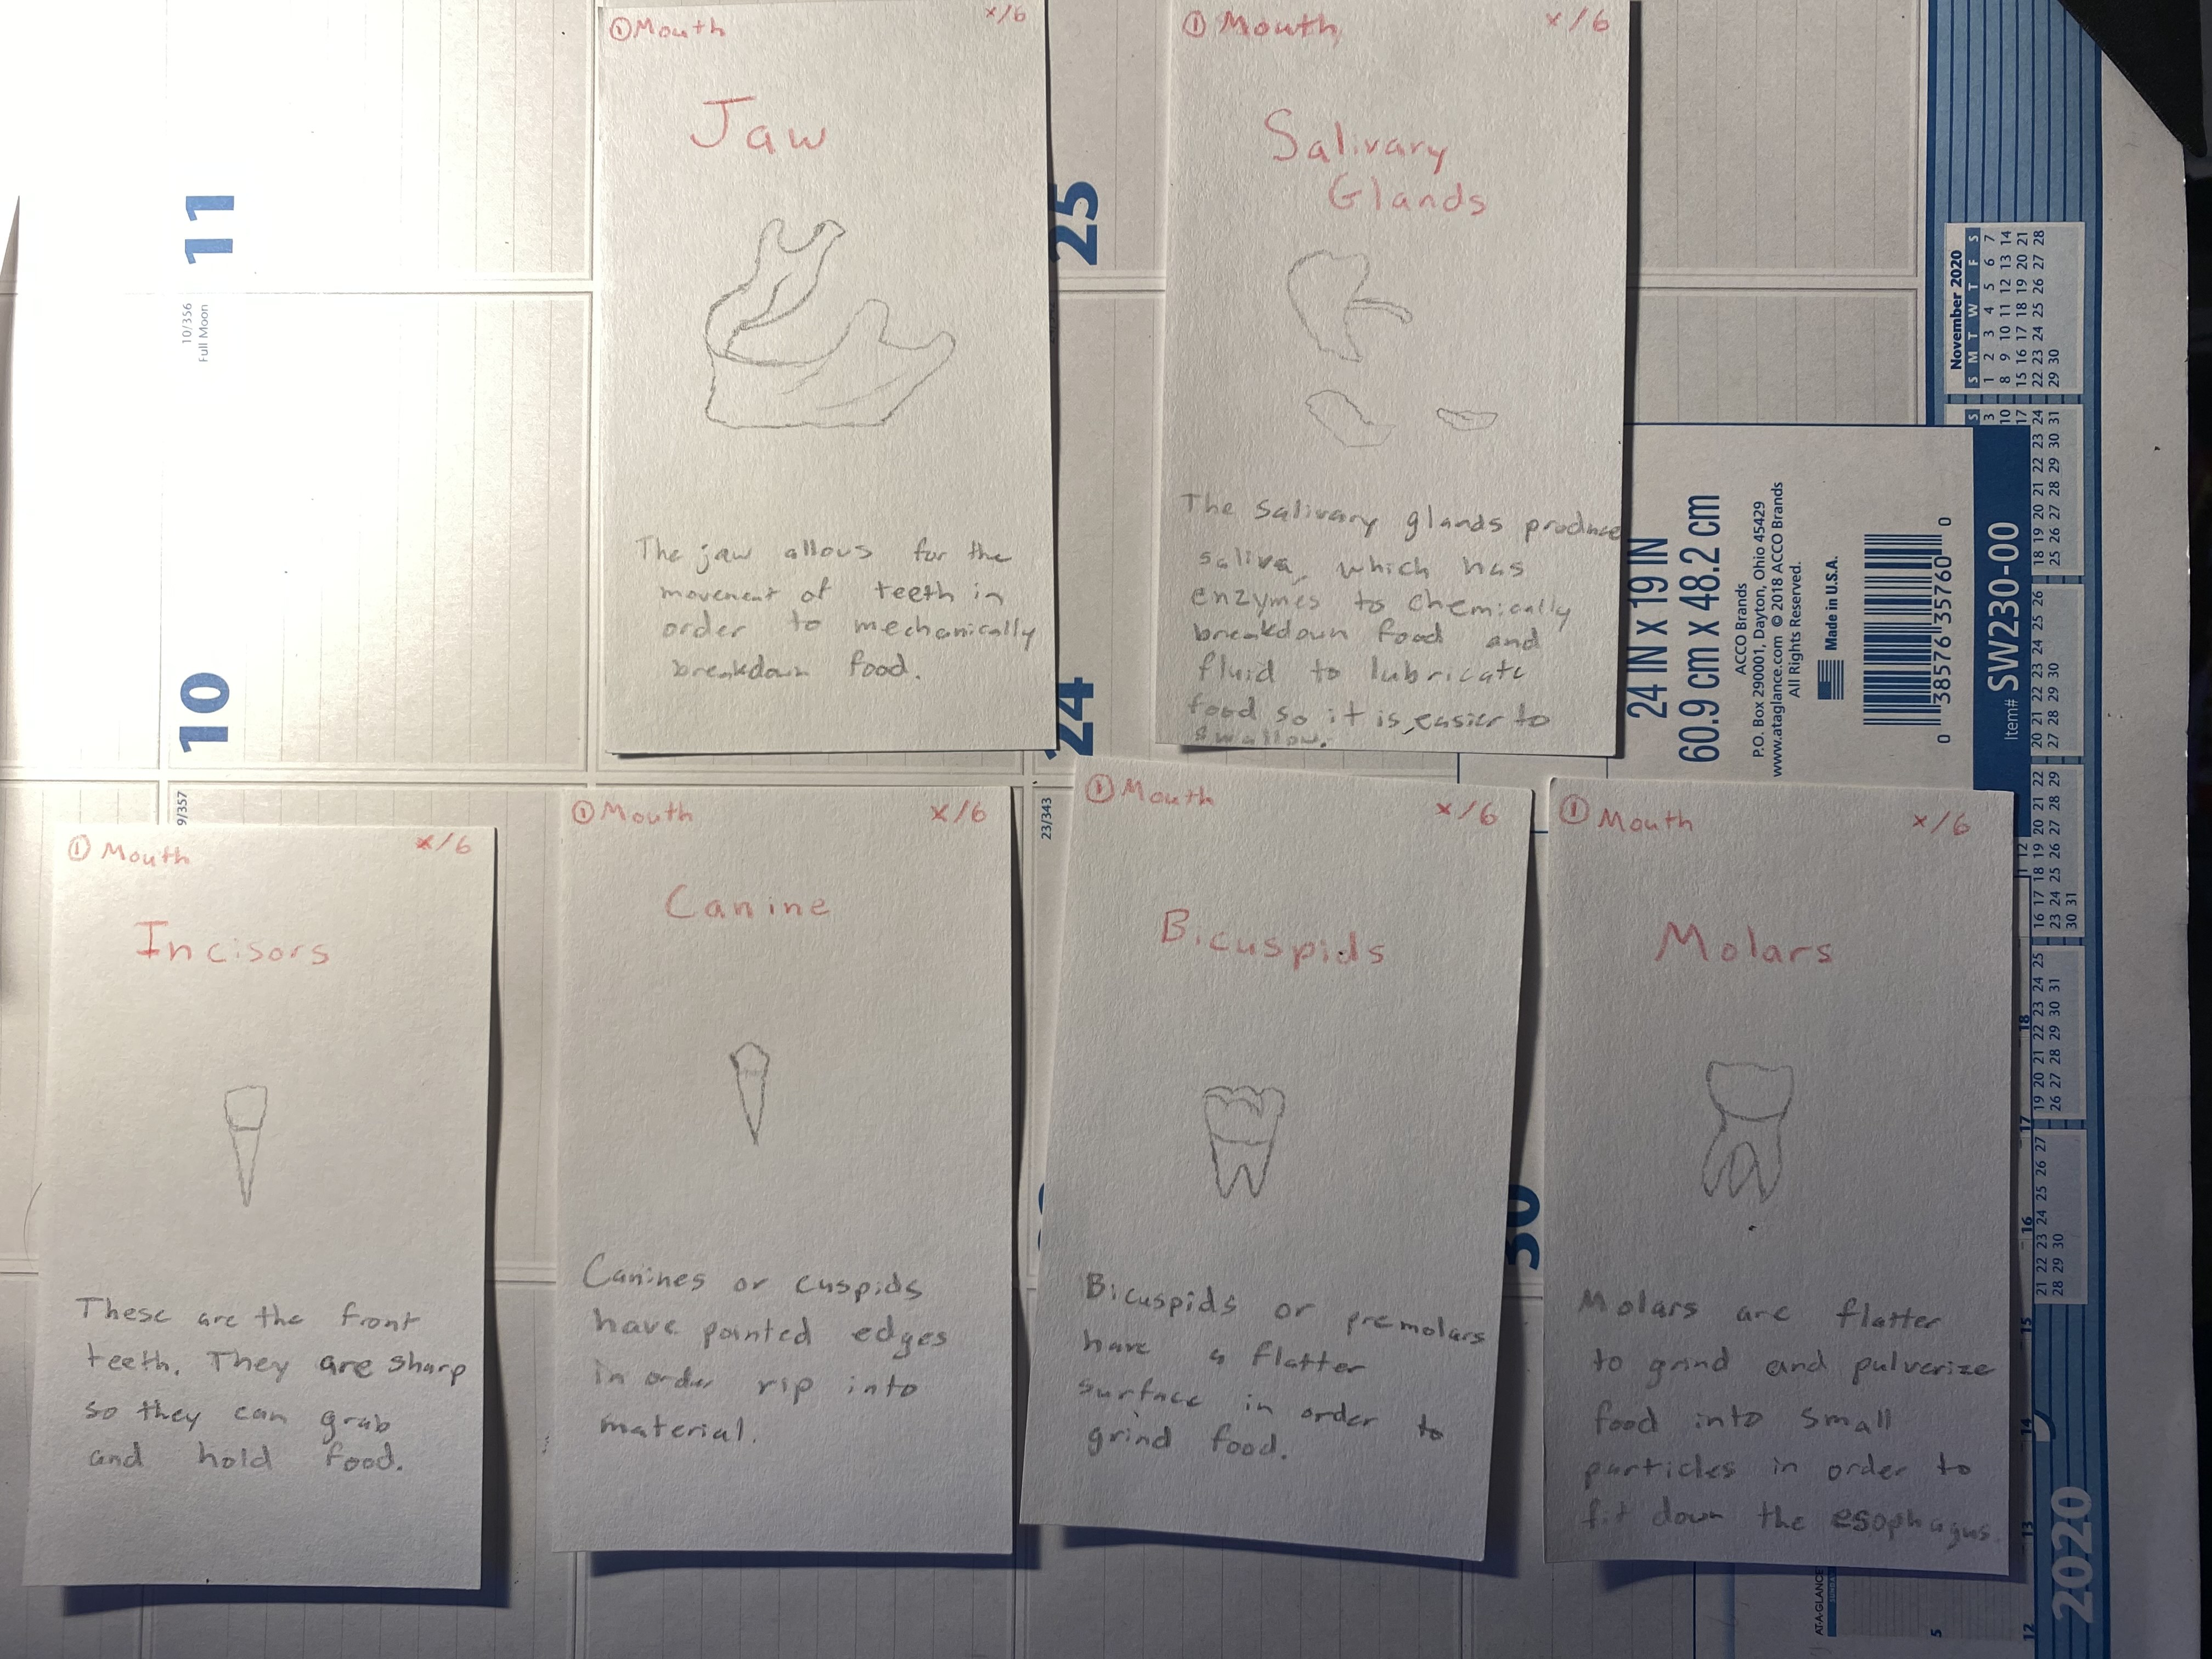 ① Mouth x/6
Jaw
The jaw allows for the
movement of teeth in
order to mechanically
breakdown food.
① Mouth x/6
Salivary
Glands
The salivary glands produce
saliva, which has
enzymes to chemically
breakdown food and
fluid to lubricate
food so it is easier to
swallow.
① Mouth x/6
Incisors
These are the front
teeth. They are sharp
so they can grab
and hold food.
① Mouth x/6
Canine
Canines or cuspids
have pointed edges
in order rip into
material.
① Mouth x/6
Bicuspids
Bicuspids or premolars
have a flatter
surface in order to
grind food.
① Mouth x/6
Molars
Molars are flatter
to grind and pulverize
food into small
particles in order to
fit down the esophagus.
11
10/356
Full Moon
10
9/357
25
24
23/343
30
24 IN X 19 IN
60.9 cm X 48.2 cm
ACCO Brands
P.O. Box 290001, Dayton, Ohio 45429
www.ataglance.com © 2018 ACCO Brands
All Rights Reserved.
Made in U.S.A.
0 38576 35760 0
Item# SW230-00
November 2020
S M T W T F S
1 2 3 4 5 6 7
8 9 10 11 12 13 14
15 16 17 18 19 20 21
22 23 24 25 26 27 28
29 30
2020
AT-A-GLANCE